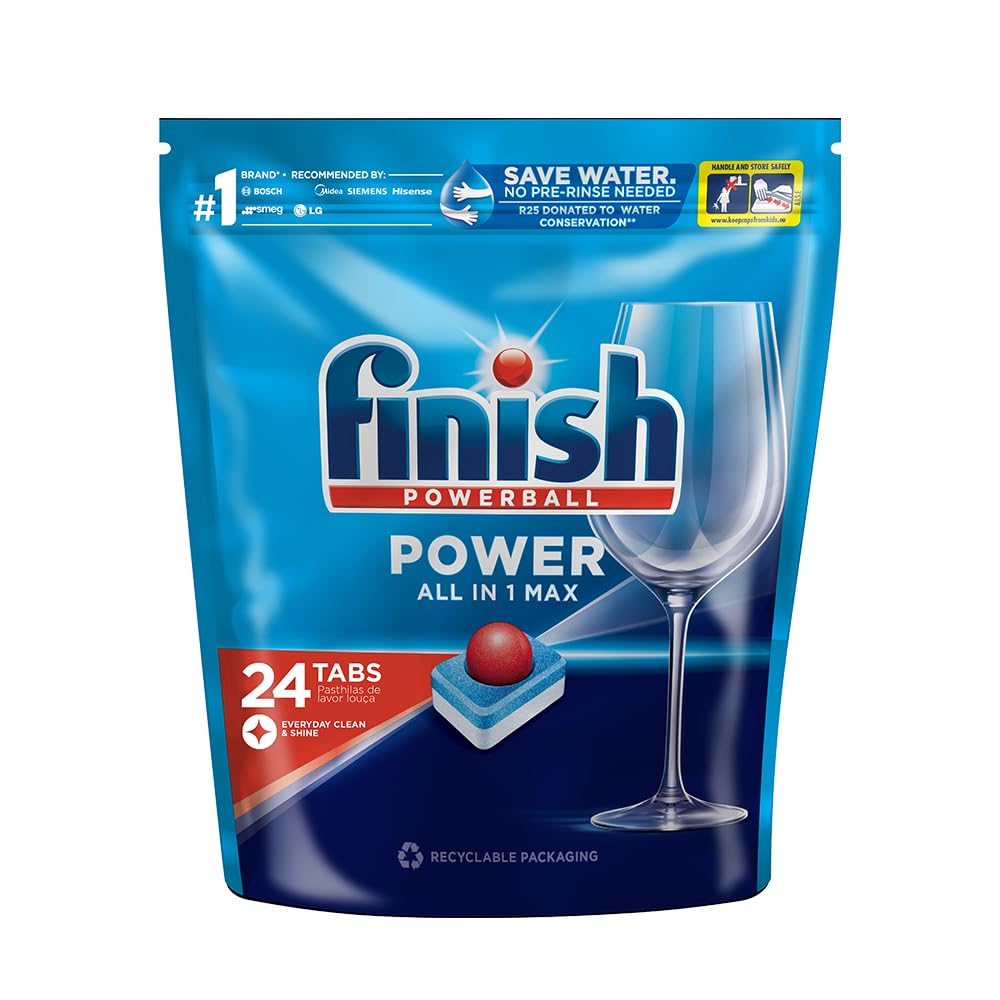 #1 BRAND* • RECOMMENDED BY:
BOSCH Midea SIEMENS Hisense
smeg LG
SAVE WATER.
NO PRE-RINSE NEEDED
R25 DONATED TO WATER
CONSERVATION**
HANDLE AND STORE SAFELY
A.I.S.E.
www.keepcapsfromkids.eu
finish
POWERBALL
POWER
ALL IN 1 MAX
24 TABS
Pasthilas de
lavor louça
EVERYDAY CLEAN
& SHINE
RECYCLABLE PACKAGING